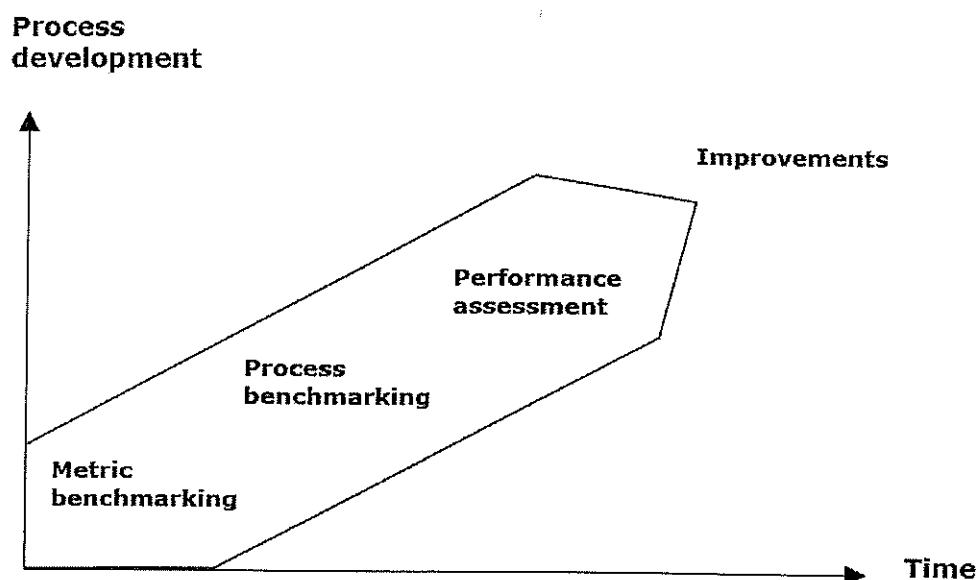 Process
development
Improvements
Performance
assessment
Process
benchmarking
Metric
benchmarking
Time